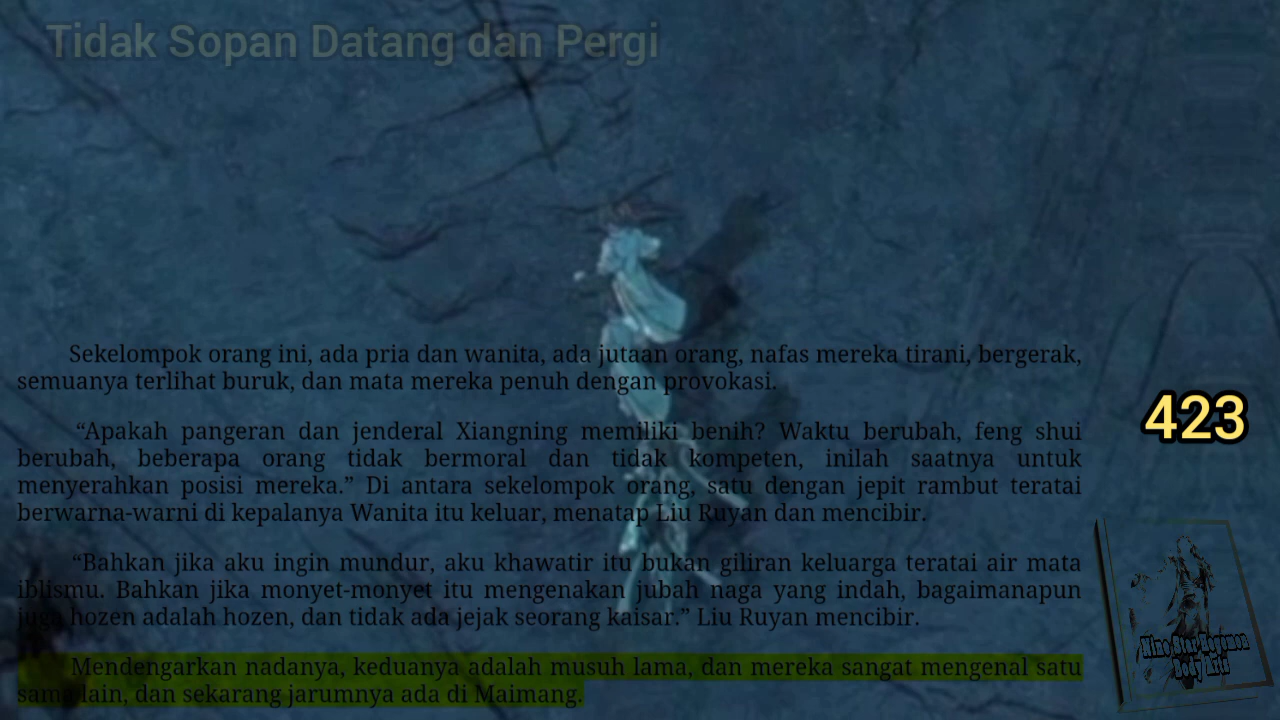 Tidak Sopan Datang dan Pergi
Sekelompok orang ini, ada pria dan wanita, ada jutaan orang, nafas mereka tirani, bergerak,
semuanya terlihat buruk, dan mata mereka penuh dengan provokasi.
“Apakah pangeran dan jenderal Xiangning memiliki benih? Waktu berubah, feng shui
berubah, beberapa orang tidak bermoral dan tidak kompeten, inilah saatnya untuk
menyerahkan posisi mereka.” Di antara sekelompok orang, satu dengan jepit rambut teratai
berwarna-warni di kepalanya Wanita itu keluar, menatap Liu Ruyan dan mencibir.
“Bahkan jika aku ingin mundur, aku khawatir itu bukan giliran keluarga teratai air mata
iblismu. Bahkan jika monyet-monyet itu mengenakan jubah naga yang indah, bagaimanapun
juga hozen adalah hozen, dan tidak ada jejak seorang kaisar.” Liu Ruyan mencibir.
Mendengarkan nadanya, keduanya adalah musuh lama, dan mereka sangat mengenal satu
sama lain, dan sekarang jarumnya ada di Maimang.
423
Nine Star Hegemon
Body Arts